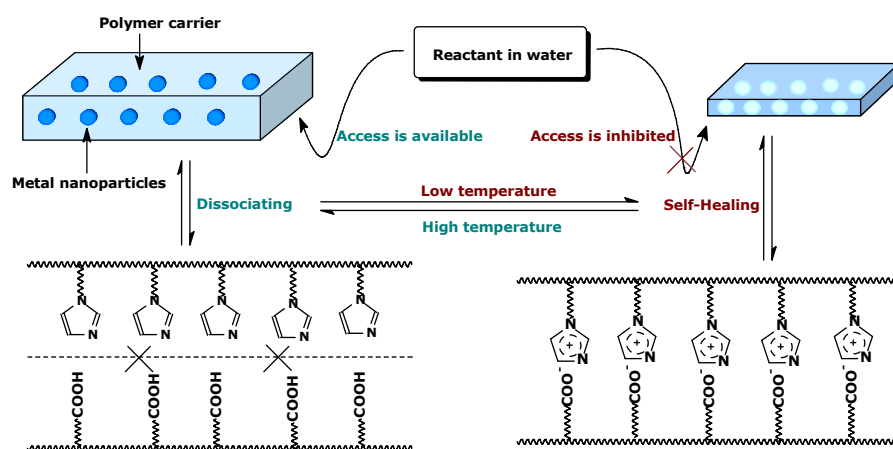 Polymer carrier
Reactant in water
Access is available
Access is inhibited
Metal nanoparticles
Dissociating
Low temperature
High temperature
Self-Healing
N N N N N
N N N N N
COOH COOH COOH COOH COOH
N N N N N
+ + + + +
N N N N N
COO- COO- COO- COO- COO-